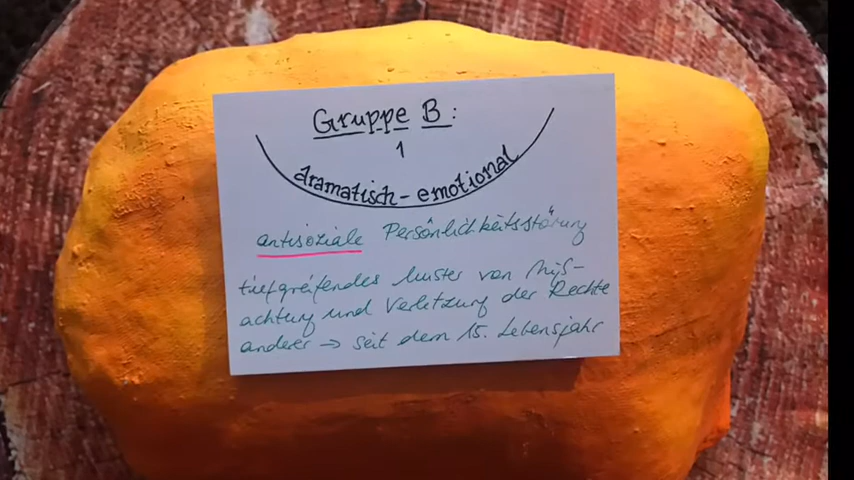 Gruppe B:
1
dramatisch-emotional
antisoziale Persönlichkeitsstörung
tiefgreifendes Muster von Miß-
achtung und Verletzung der Rechte
anderer → seit dem 15. Lebensjahr